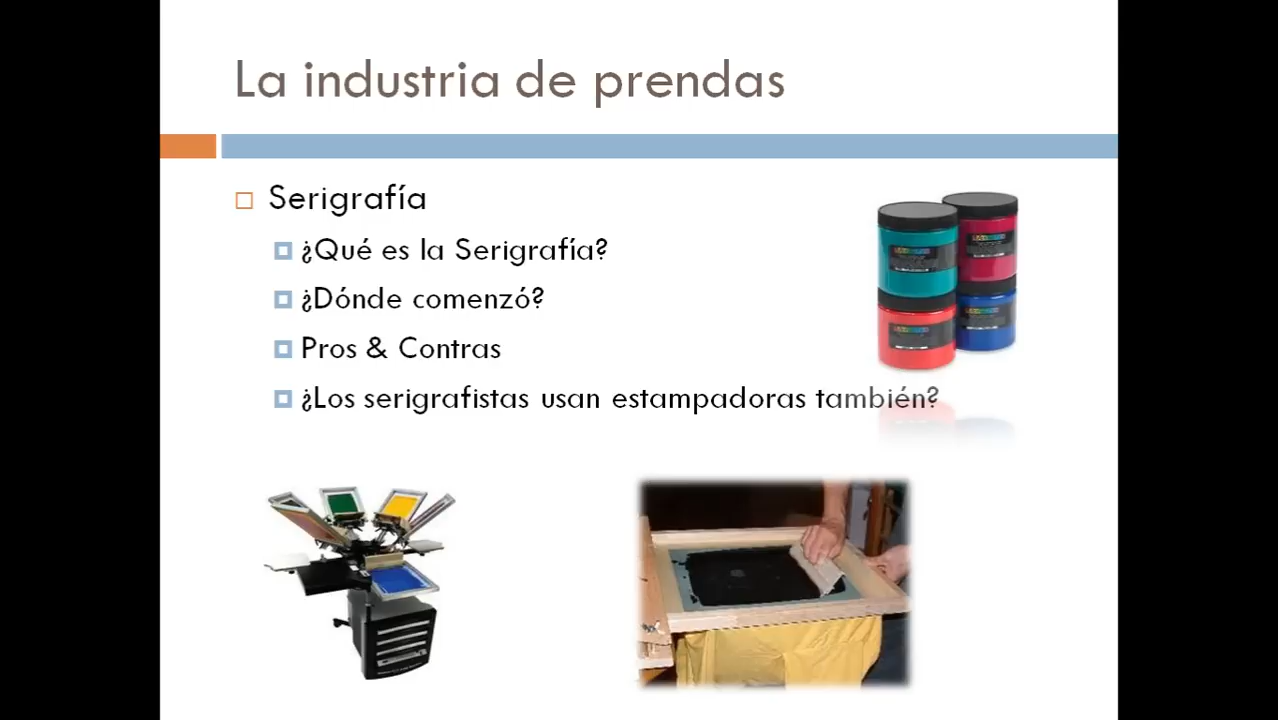 La industria de prendas
Serigrafía
¿Qué es la Serigrafía?
¿Dónde comenzó?
Pros & Contras
¿Los serigrafistas usan estampadoras también?